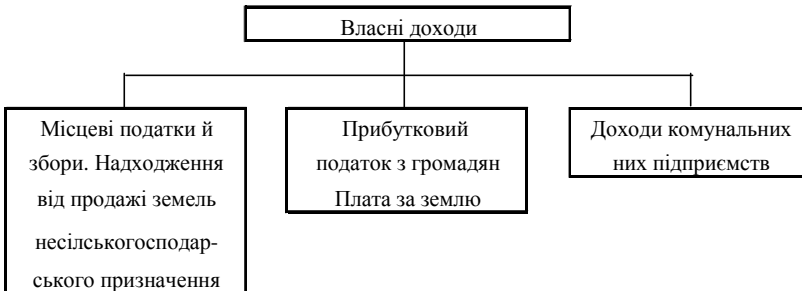 Власні доходи
Місцеві податки й
збори. Надходження
від продажі земель
несілськогосподар-
ського призначення
Прибутковий
податок з громадян
Плата за землю
Доходи комунальних
них підприємств